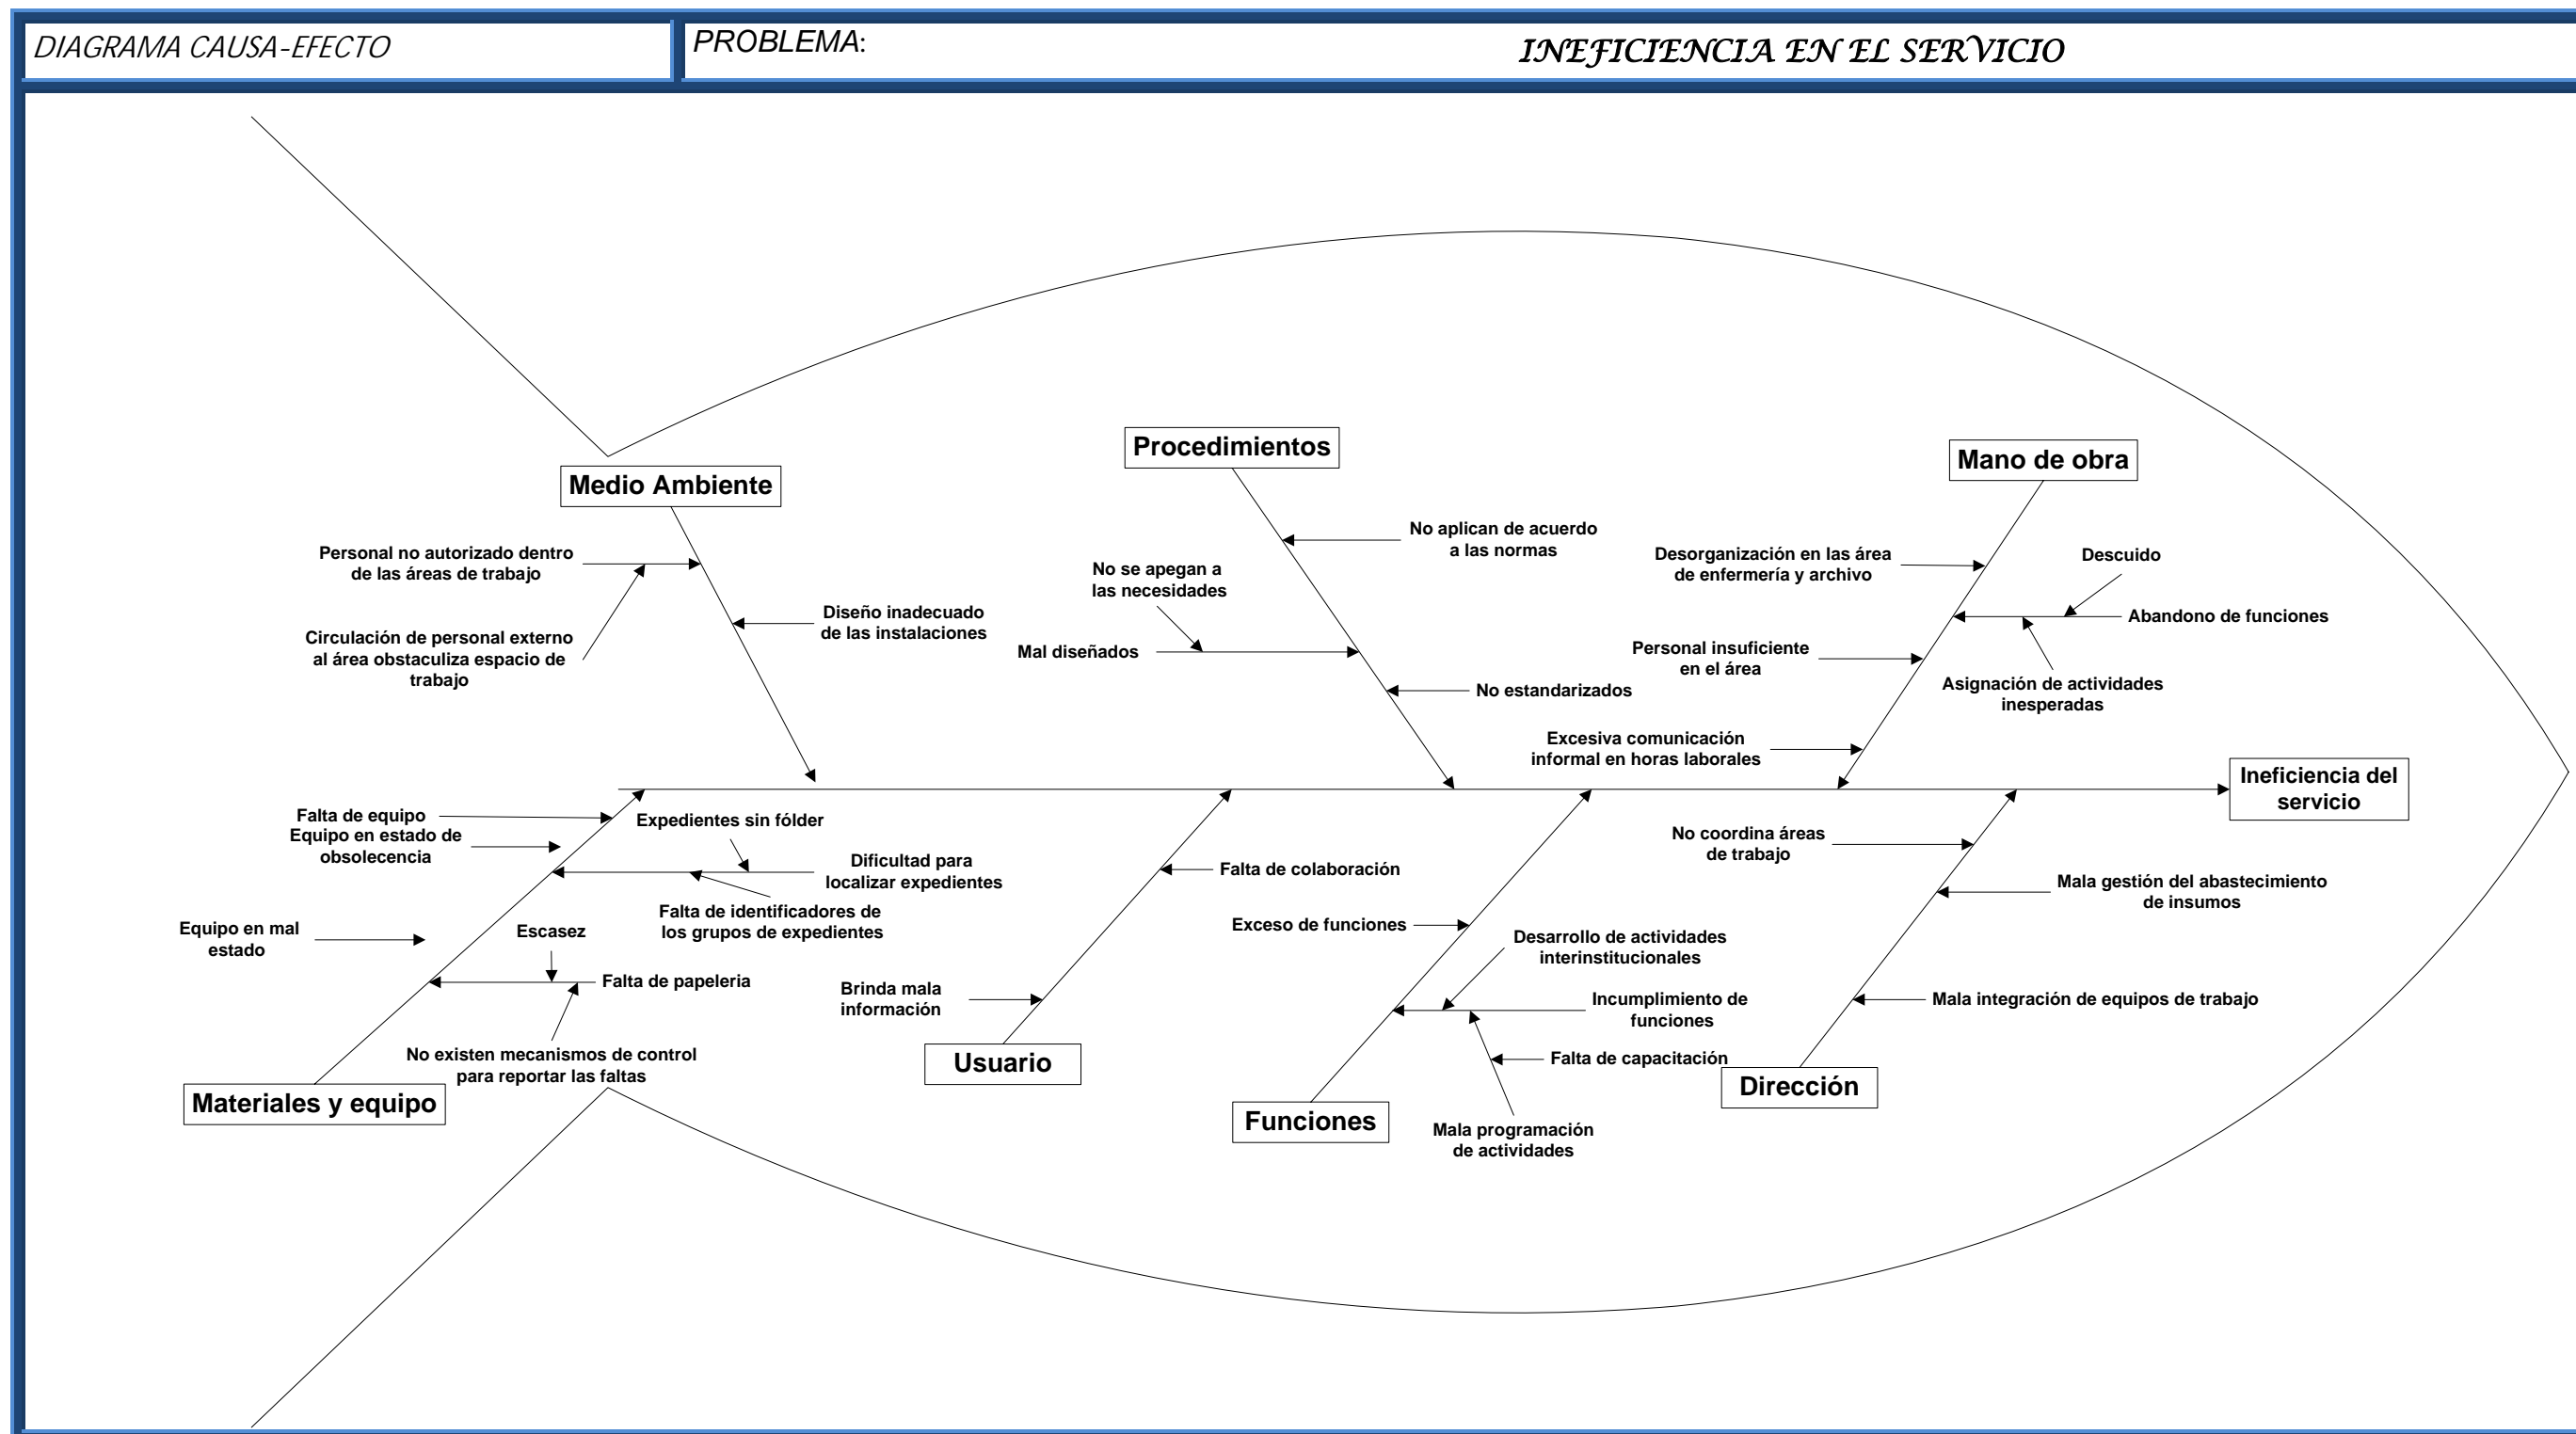 DIAGRAMA CAUSA-EFECTO
PROBLEMA:
INEFICIENCIA EN EL SERVICIO
Medio Ambiente
Personal no autorizado dentro
de las áreas de trabajo
Circulación de personal externo
al área obstaculiza espacio de
trabajo
Diseño inadecuado
de las instalaciones
Procedimientos
No aplican de acuerdo
a las normas
No se apegan a
las necesidades
Mal diseñados
No estandarizados
Mano de obra
Desorganización en las área
de enfermería y archivo
Descuido
Abandono de funciones
Personal insuficiente
en el área
Asignación de actividades
inesperadas
Excesiva comunicación
informal en horas laborales
Ineficiencia del
servicio
Falta de equipo
Equipo en estado de
obsolecencia
Expedientes sin fólder
Dificultad para
localizar expedientes
Falta de identificadores de
los grupos de expedientes
Equipo en mal
estado
Escasez
Falta de papeleria
No existen mecanismos de control
para reportar las faltas
Materiales y equipo
Falta de colaboración
Brinda mala
información
Usuario
Exceso de funciones
Desarrollo de actividades
interinstitucionales
Incumplimiento de
funciones
Falta de capacitación
Mala programación
de actividades
Funciones
No coordina áreas
de trabajo
Mala gestión del abastecimiento
de insumos
Mala integración de equipos de trabajo
Dirección